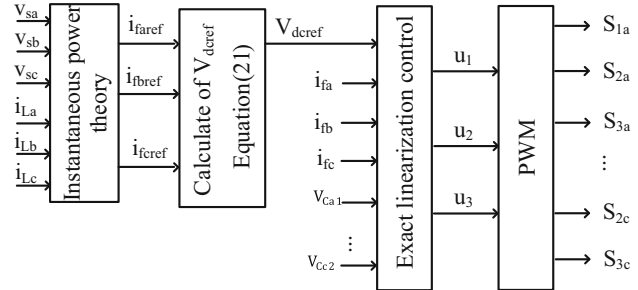 v_sa
v_sb
v_sc
i_La
i_Lb
i_Lc
Instantaneous power
theory
i_faref
i_fbref
i_fcref
Calculate of V_dcref
Equation(21)
V_dcref
i_fa
i_fb
i_fc
V_Ca1
⋮
V_Cc2
Exact linearization control
u_1
u_2
u_3
PWM
S_1a
S_2a
S_3a
⋮
S_2c
S_3c